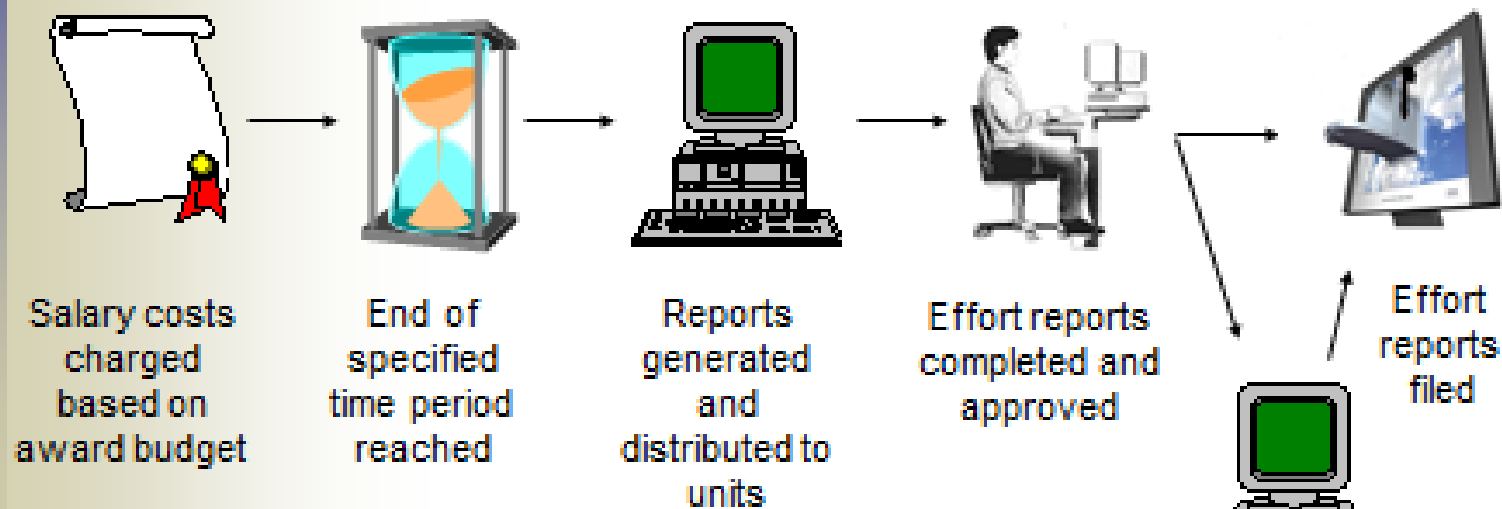 Salary costs
charged
based on
award budget
End of
specified
time period
reached
Reports
generated
and
distributed to
units
Effort reports
completed and
approved
Effort
reports
filed